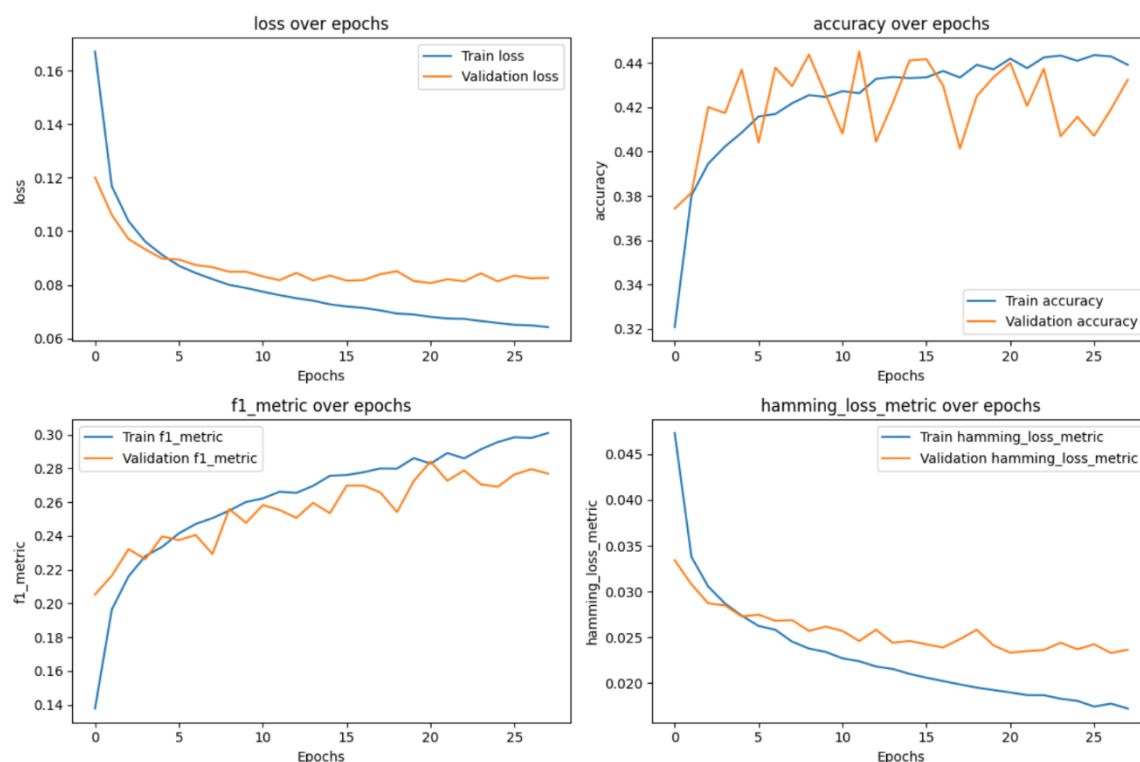 loss over epochs
Train loss
Validation loss
0.16
0.14
0.12
0.10
0.08
0.06
loss
0
5
10
15
20
25
Epochs
accuracy over epochs
0.44
0.42
0.40
0.38
0.36
0.34
0.32
accuracy
Train accuracy
Validation accuracy
0
5
10
15
20
25
Epochs
f1_metric over epochs
Train f1_metric
Validation f1_metric
0.30
0.28
0.26
0.24
0.22
0.20
0.18
0.16
0.14
f1_metric
0
5
10
15
20
25
Epochs
hamming_loss_metric over epochs
Train hamming_loss_metric
Validation hamming_loss_metric
0.045
0.040
0.035
0.030
0.025
0.020
hamming_loss_metric
0
5
10
15
20
25
Epochs